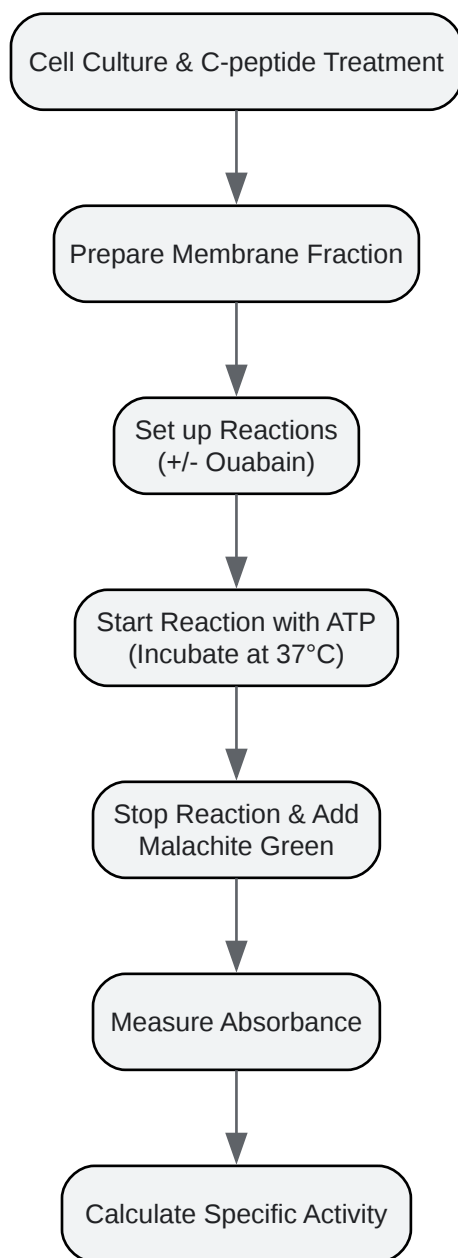 Cell Culture & C-peptide Treatment
Prepare Membrane Fraction
Set up Reactions
(+/- Ouabain)
Start Reaction with ATP
(Incubate at 37°C)
Stop Reaction & Add
Malachite Green
Measure Absorbance
Calculate Specific Activity